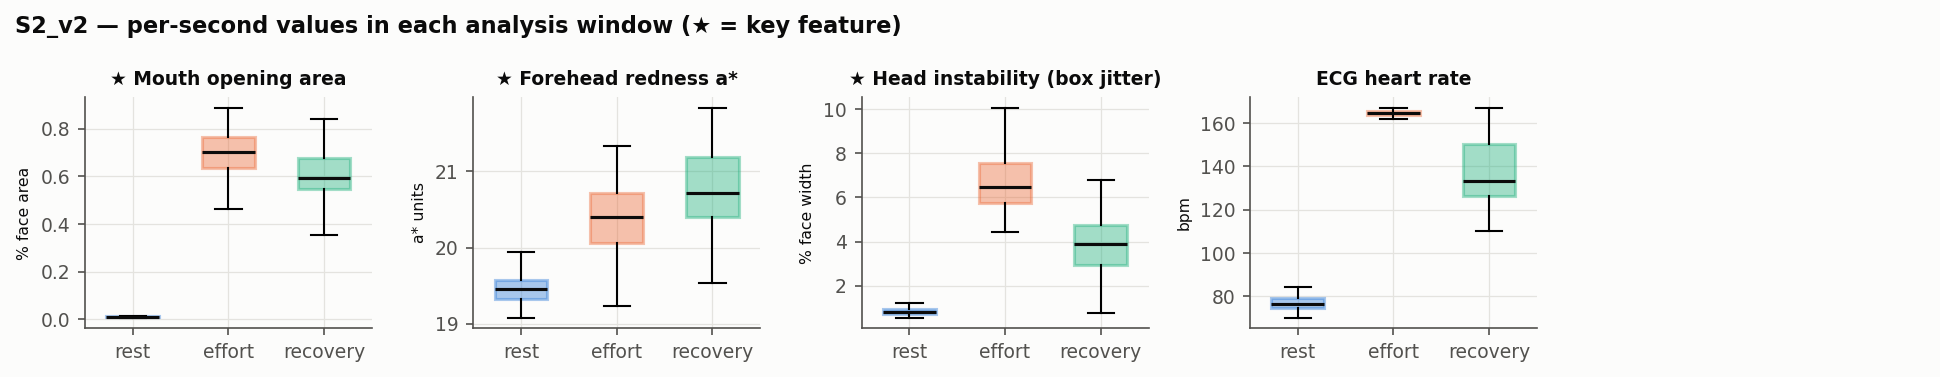 S2_v2 — per-second values in each analysis window (★ = key feature)
★ Mouth opening area
% face area
0.8
0.6
0.4
0.2
0.0
rest effort recovery
★ Forehead redness a*
a* units
21
20
19
rest effort recovery
★ Head instability (box jitter)
% face width
10
8
6
4
2
rest effort recovery
ECG heart rate
bpm
160
140
120
100
80
rest effort recovery